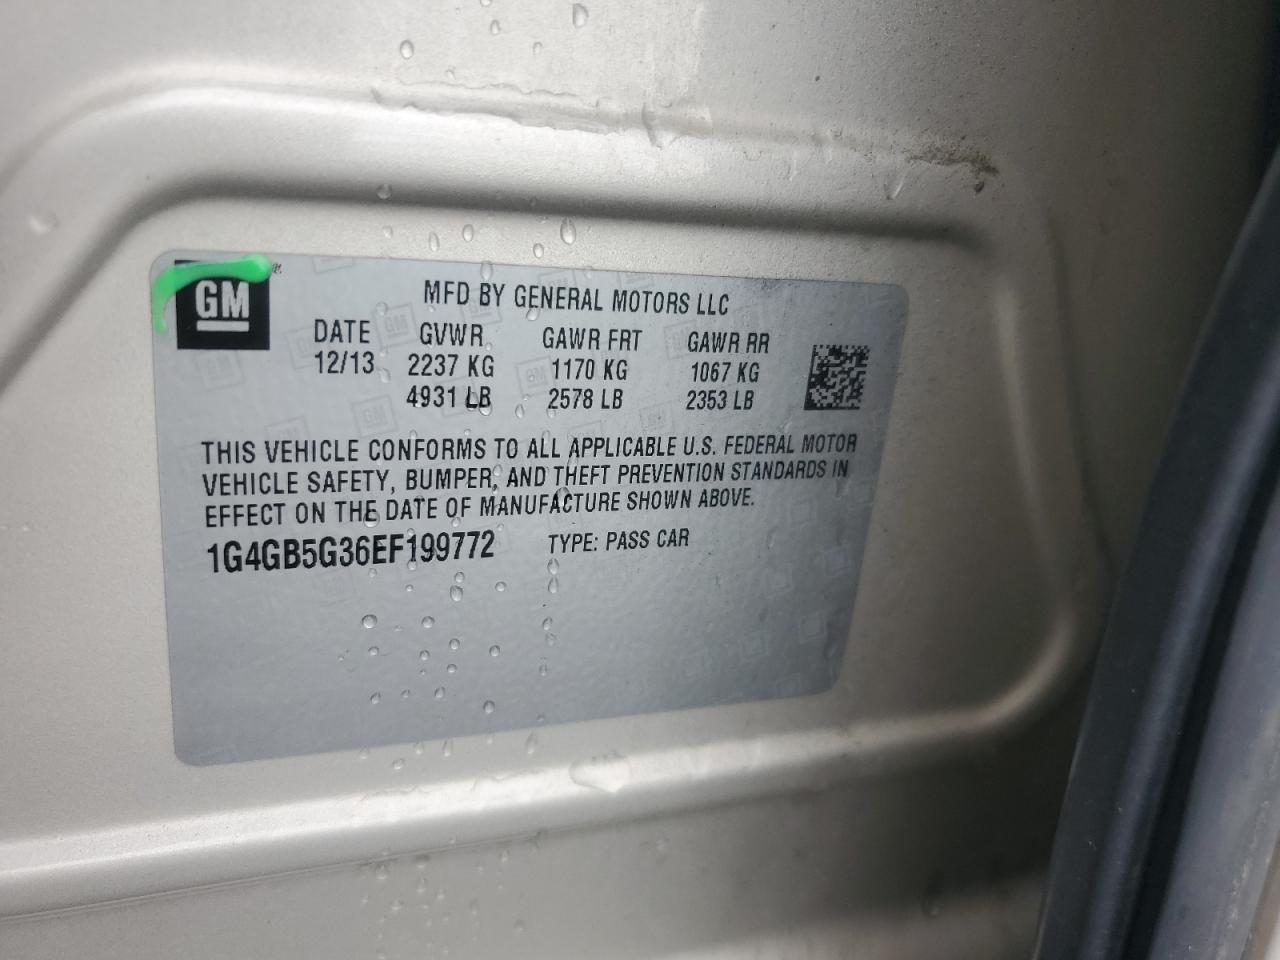 GM
MFD BY GENERAL MOTORS LLC
DATE GVWR GAWR FRT GAWR RR
12/13 2237 KG 1170 KG 1067 KG
4931 LB 2578 LB 2353 LB
THIS VEHICLE CONFORMS TO ALL APPLICABLE U.S. FEDERAL MOTOR
VEHICLE SAFETY, BUMPER, AND THEFT PREVENTION STANDARDS IN
EFFECT ON THE DATE OF MANUFACTURE SHOWN ABOVE.
1G4GB5G36EF199772 TYPE: PASS CAR